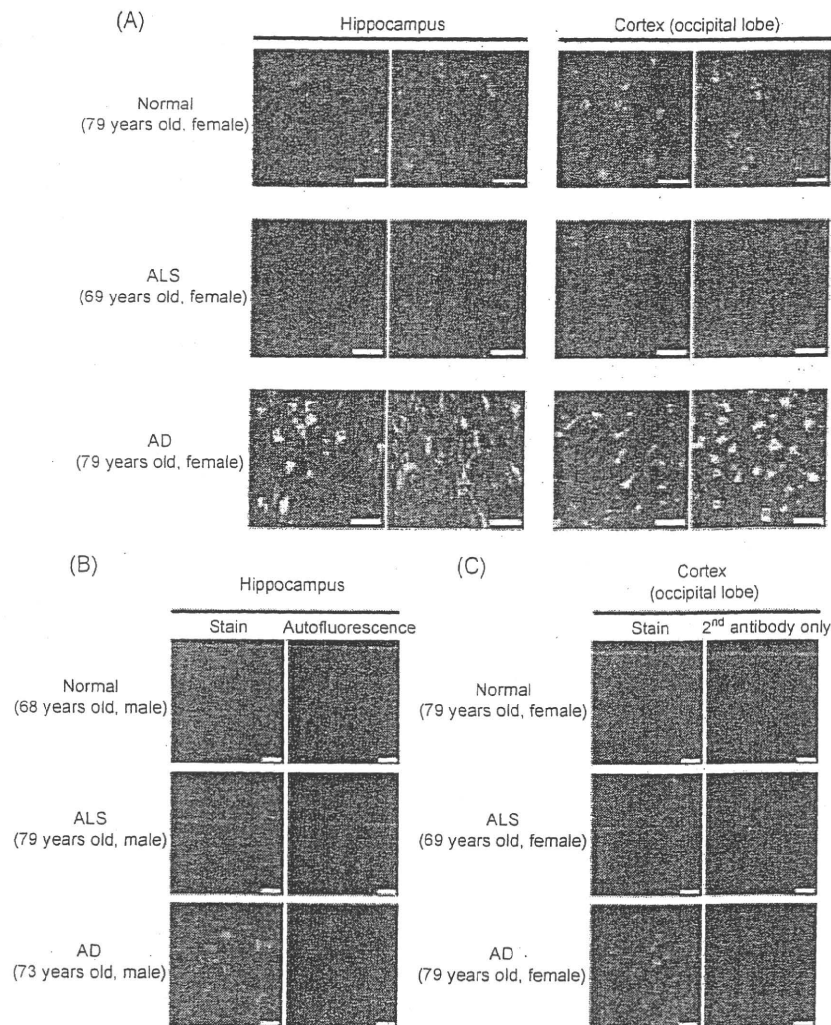 (A)
Hippocampus
Cortex (occipital lobe)
Normal
(79 years old, female)
ALS
(69 years old, female)
AD
(79 years old, female)
(B)
Hippocampus
Stain Autofluorescence
Normal
(68 years old, male)
ALS
(79 years old, male)
AD
(73 years old, male)
(C)
Cortex
(occipital lobe)
Stain 2nd antibody only
Normal
(79 years old, female)
ALS
(69 years old, female)
AD
(79 years old, female)